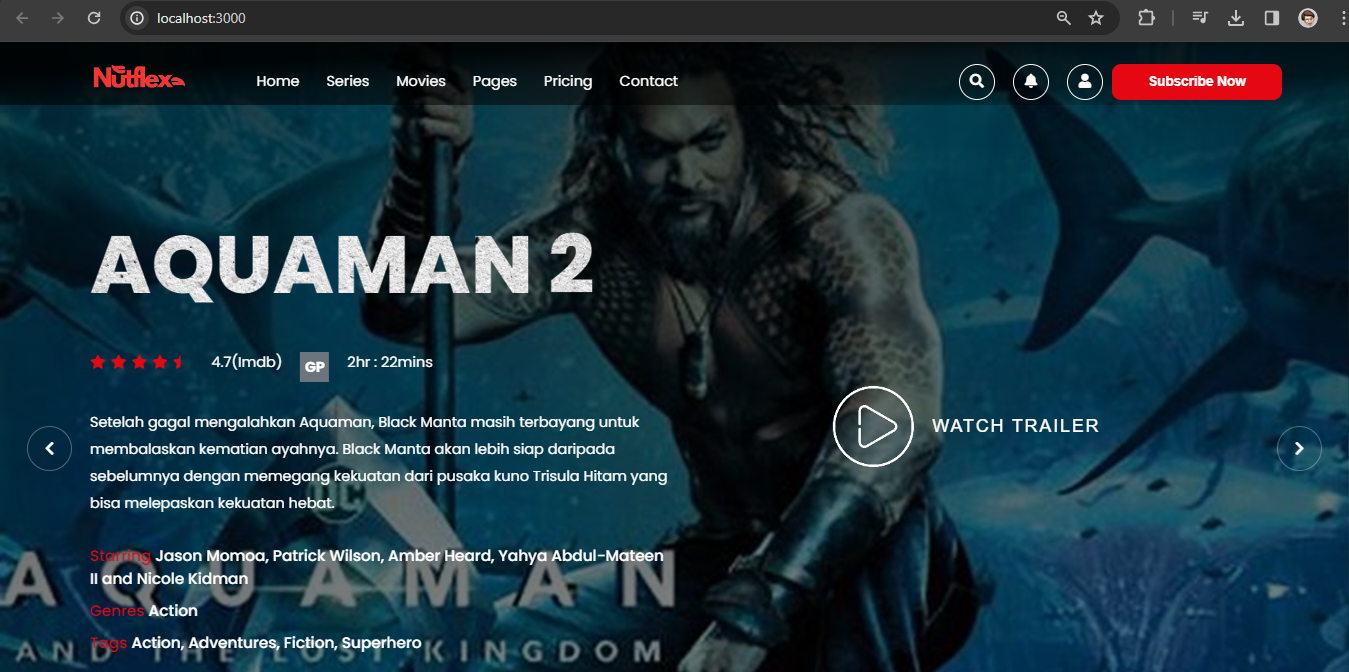 localhost:3000
Nutflex
Home Series Movies Pages Pricing Contact
Subscribe Now
AQUAMAN 2
4.7(Imdb) GP 2hr : 22mins
Setelah gagal mengalahkan Aquaman, Black Manta masih terbayang untuk
membalaskan kematian ayahnya. Black Manta akan lebih siap daripada
sebelumnya dengan memegang kekuatan dari pusaka kuno Trisula Hitam yang
bisa melepaskan kekuatan hebat.
WATCH TRAILER
Starring Jason Momoa, Patrick Wilson, Amber Heard, Yahya Abdul-Mateen
II and Nicole Kidman
AQUAMAN
Genres Action
Tags Action, Adventures, Fiction, Superhero
AND THE LOST KINGDOM